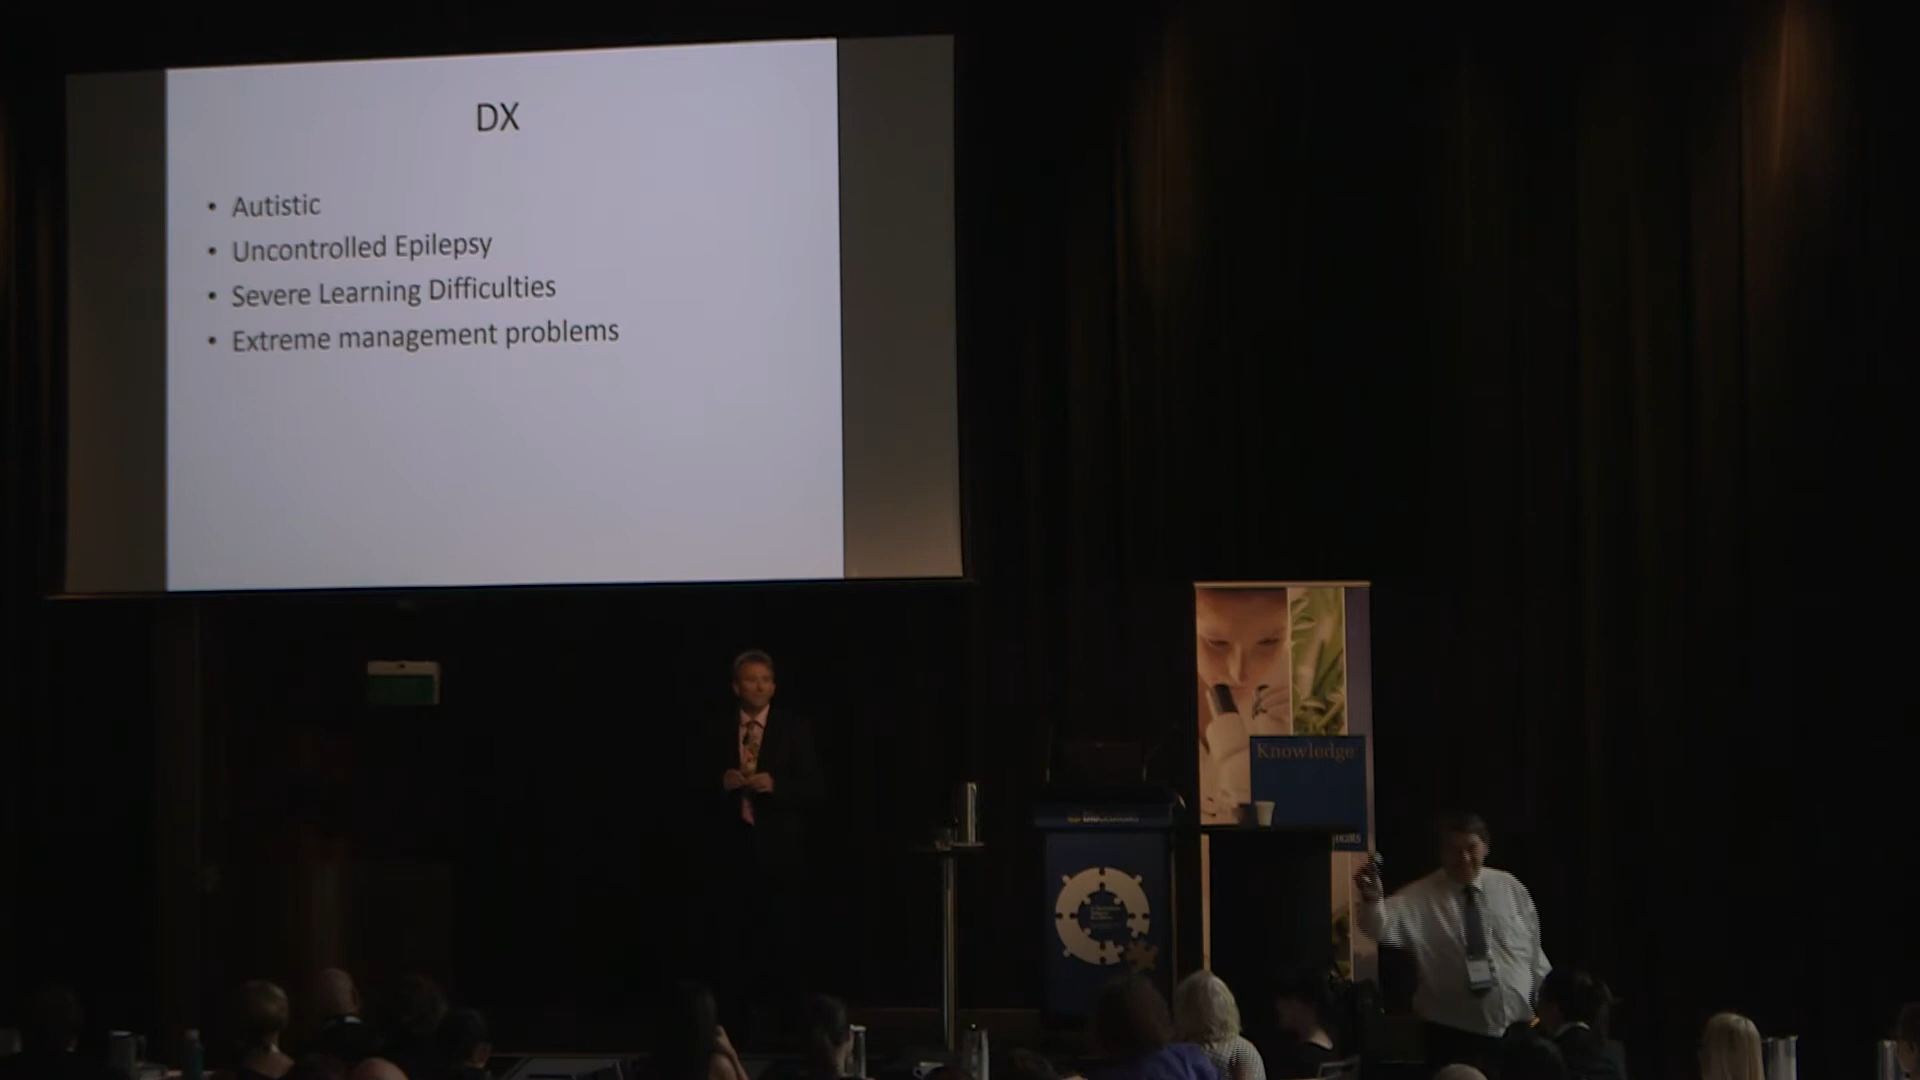 DX
• Autistic
• Uncontrolled Epilepsy
• Severe Learning Difficulties
• Extreme management problems
Knowledge